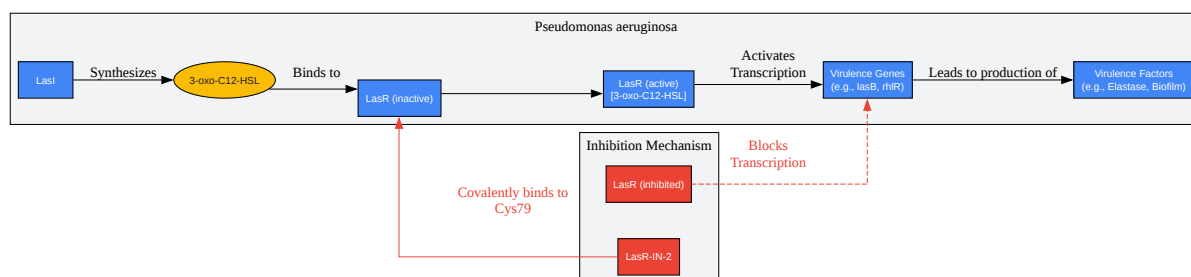 Pseudomonas aeruginosa
LasI
Synthesizes
3-oxo-C12-HSL
Binds to
LasR (inactive)
LasR (active)
[3-oxo-C12-HSL]
Activates
Transcription
Virulence Genes
(e.g., lasB, rhlR)
Leads to production of
Virulence Factors
(e.g., Elastase, Biofilm)
Inhibition Mechanism
LasR (inhibited)
Blocks
Transcription
Covalently binds to
Cys79
LasR-IN-2